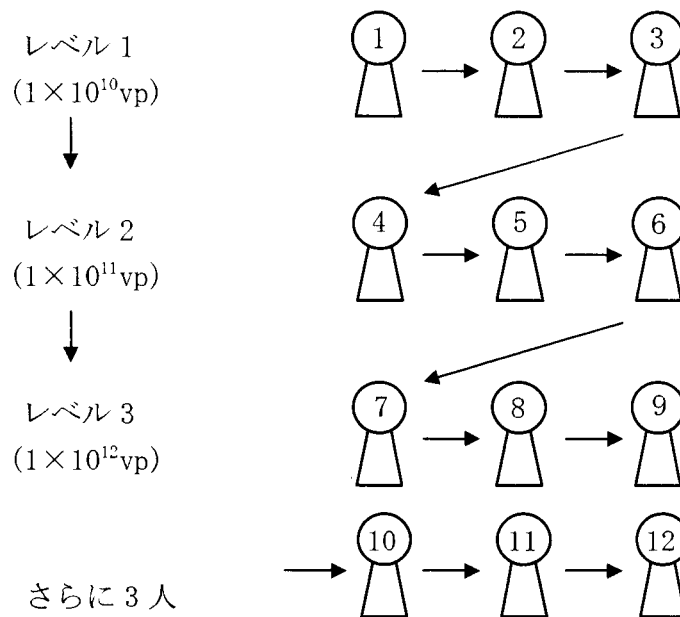 レベル 1
(1×10¹⁰vp)
1 2 3
レベル 2
(1×10¹¹vp)
4 5 6
レベル 3
(1×10¹²vp)
7 8 9
10 11 12
さらに 3 人